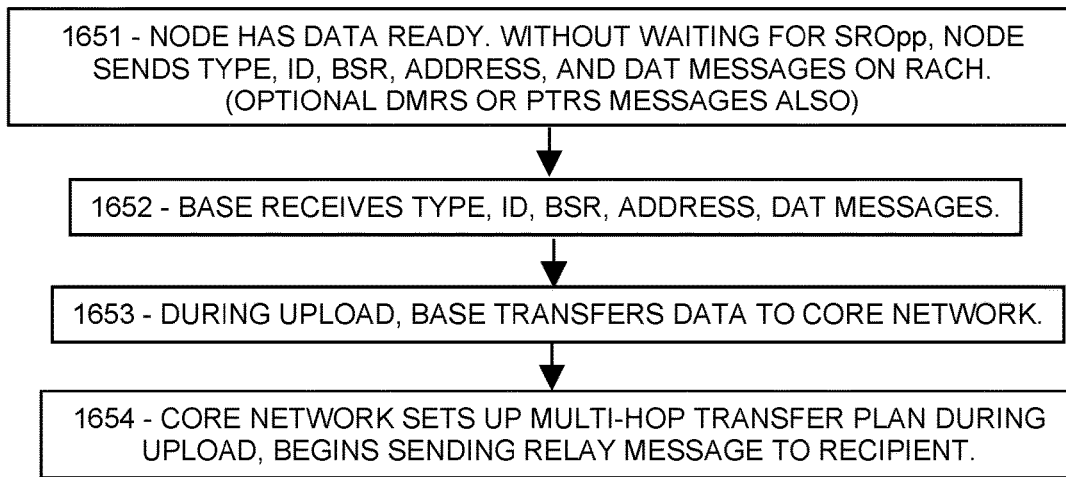 1651 - NODE HAS DATA READY. WITHOUT WAITING FOR SROpp, NODE
SENDS TYPE, ID, BSR, ADDRESS, AND DAT MESSAGES ON RACH.
(OPTIONAL DMRS OR PTRS MESSAGES ALSO)
1652 - BASE RECEIVES TYPE, ID, BSR, ADDRESS, DAT MESSAGES.
1653 - DURING UPLOAD, BASE TRANSFERS DATA TO CORE NETWORK.
1654 - CORE NETWORK SETS UP MULTI-HOP TRANSFER PLAN DURING
UPLOAD, BEGINS SENDING RELAY MESSAGE TO RECIPIENT.